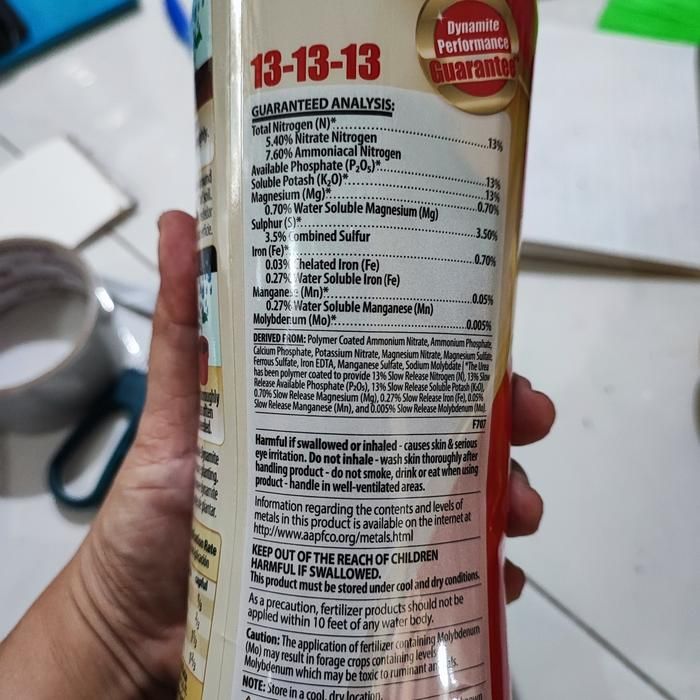 Dynamite
Performance
Guarantee
13-13-13
GUARANTEED ANALYSIS:
Total Nitrogen (N)*..........13%
5.40% Nitrate Nitrogen
7.60% Ammoniacal Nitrogen
Available Phosphate (P₂O₅)*..........13%
Soluble Potash (K₂O)*..........13%
Magnesium (Mg)*..........0.70%
0.70% Water Soluble Magnesium (Mg)
Sulphur (S)*..........3.50%
3.5% Combined Sulfur
Iron (Fe)*..........0.70%
0.03% Chelated Iron (Fe)
0.27% Water Soluble Iron (Fe)
Manganese (Mn)*..........0.05%
0.27% Water Soluble Manganese (Mn)
Molybdenum (Mo)*..........0.005%
DERIVED FROM: Polymer Coated Ammonium Nitrate, Ammonium Phosphate,
Calcium Phosphate, Potassium Nitrate, Magnesium Nitrate, Magnesium Sulfate,
Ferrous Sulfate, Iron EDTA, Manganese Sulfate, Sodium Molybdate | *The Urea
has been polymer coated to provide 13% Slow Release Nitrogen (N), 13% Slow
Release Available Phosphate (P₂O₅), 13% Slow Release Soluble Potash (K₂O),
0.70% Slow Release Magnesium (Mg), 0.27% Slow Release Iron (Fe), 0.05%
Slow Release Manganese (Mn), and 0.005% Slow Release Molybdenum (Mo).
F707
Harmful if swallowed or inhaled - causes skin & serious
eye irritation. Do not inhale - wash skin thoroughly after
handling product - do not smoke, drink or eat when using
product - handle in well-ventilated areas.
Information regarding the contents and levels of
metals in this product is available on the internet at
http://www.aapfco.org/metals.html
KEEP OUT OF THE REACH OF CHILDREN
HARMFUL IF SWALLOWED.
This product must be stored under cool and dry conditions.
As a precaution, fertilizer products should not be
applied within 10 feet of any water body.
Caution: The application of fertilizer containing Molybdenum
(Mo) may result in forage crops containing levels
Molybdenum which may be toxic to ruminant
NOTE: Store in a cool, dry location.